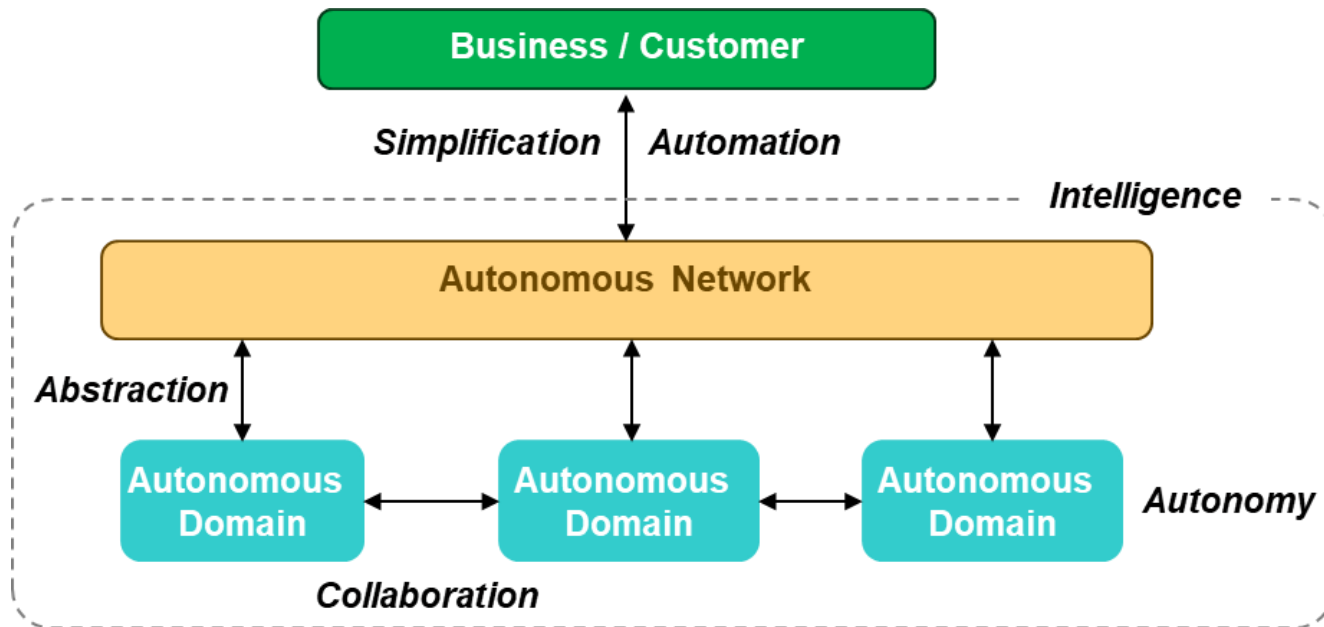 Business / Customer
Simplification
Automation
Intelligence
Autonomous Network
Abstraction
Autonomous
Domain
Autonomous
Domain
Autonomous
Domain
Autonomy
Collaboration